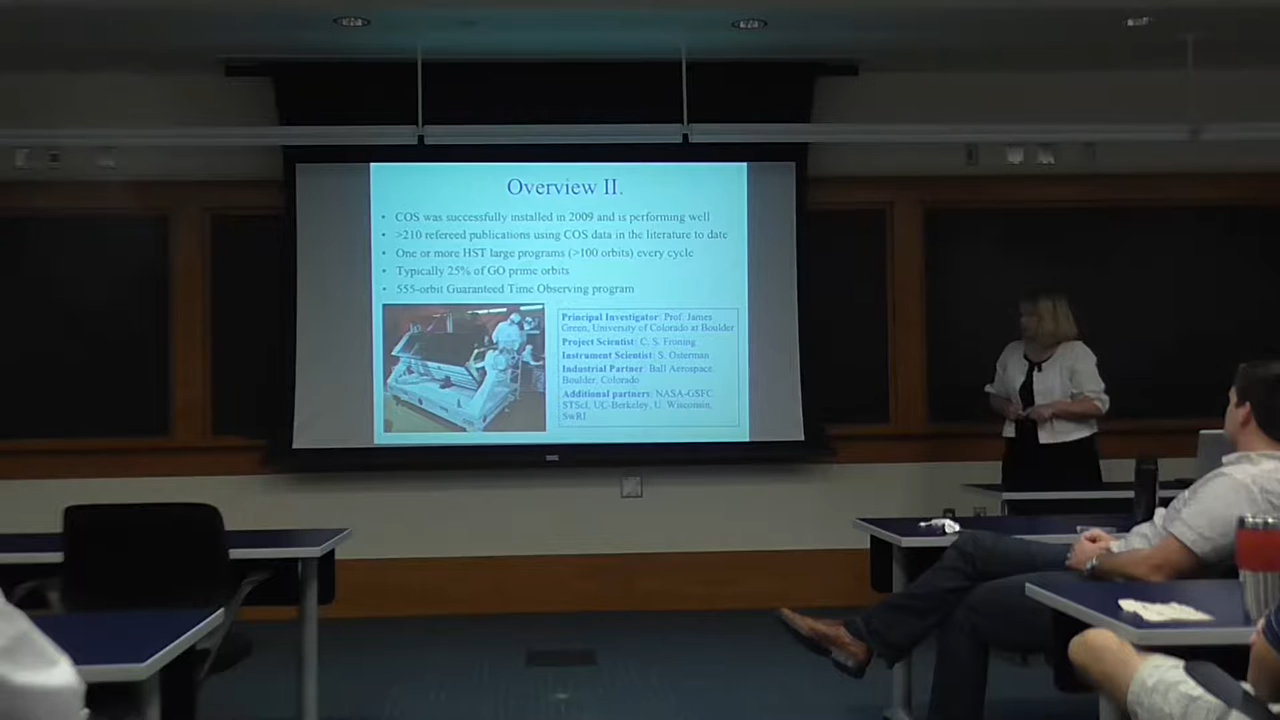 Overview II.
• COS was successfully installed in 2009 and is performing well
• >210 refereed publications using COS data in the literature to date
• One or more HST large programs (>100 orbits) every cycle
• Typically 25% of GO prime orbits
• 555-orbit Guaranteed Time Observing program
Principal Investigator: Prof. James
Green, University of Colorado at Boulder
Project Scientist: C. S. Froning
Instrument Scientist: S. Osterman
Industrial Partner: Ball Aerospace,
Boulder, Colorado
Additional partners: NASA-GSFC,
STScI, UC-Berkeley, U. Wisconsin,
SwRI